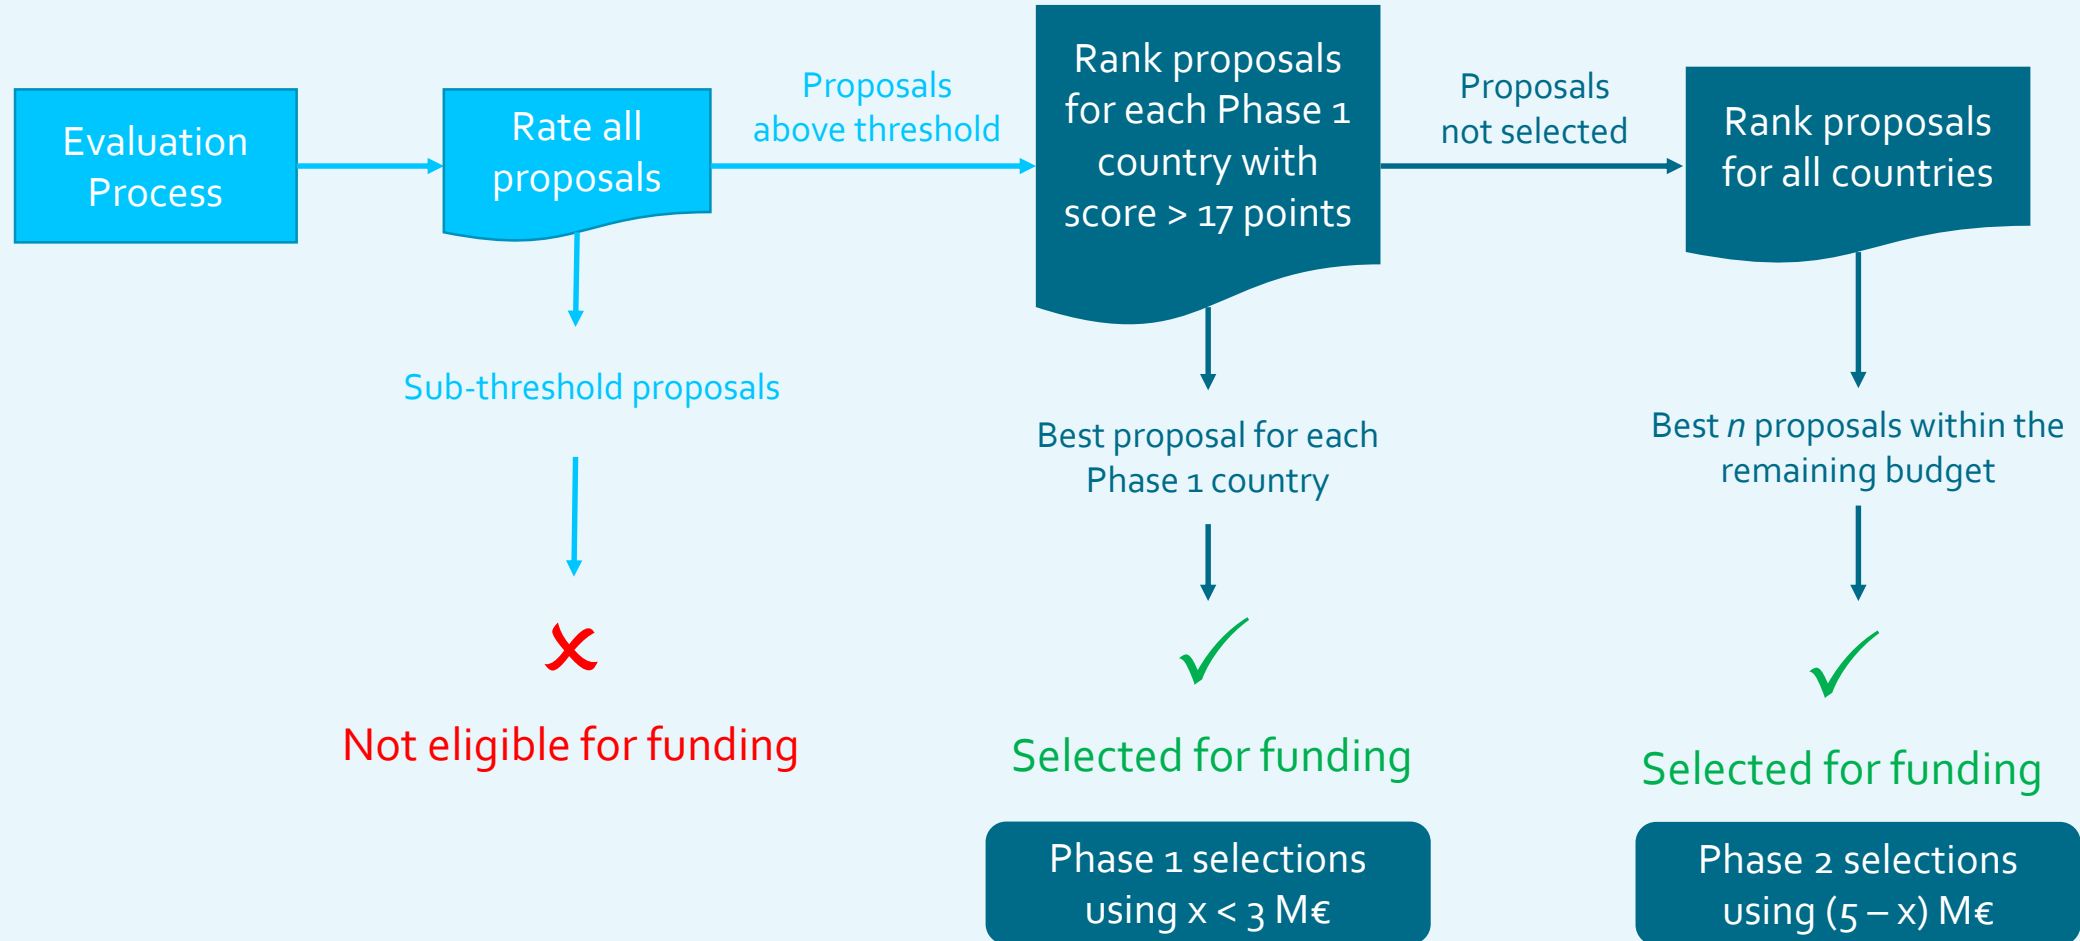 Evaluation
Process
Rate all
proposals
Proposals
above threshold
Rank proposals
for each Phase 1
country with
score > 17 points
Proposals
not selected
Rank proposals
for all countries
Sub-threshold proposals
Best proposal for each
Phase 1 country
Best n proposals within the
remaining budget
Not eligible for funding
Selected for funding
Selected for funding
Phase 1 selections
using x < 3 M€
Phase 2 selections
using (5 – x) M€